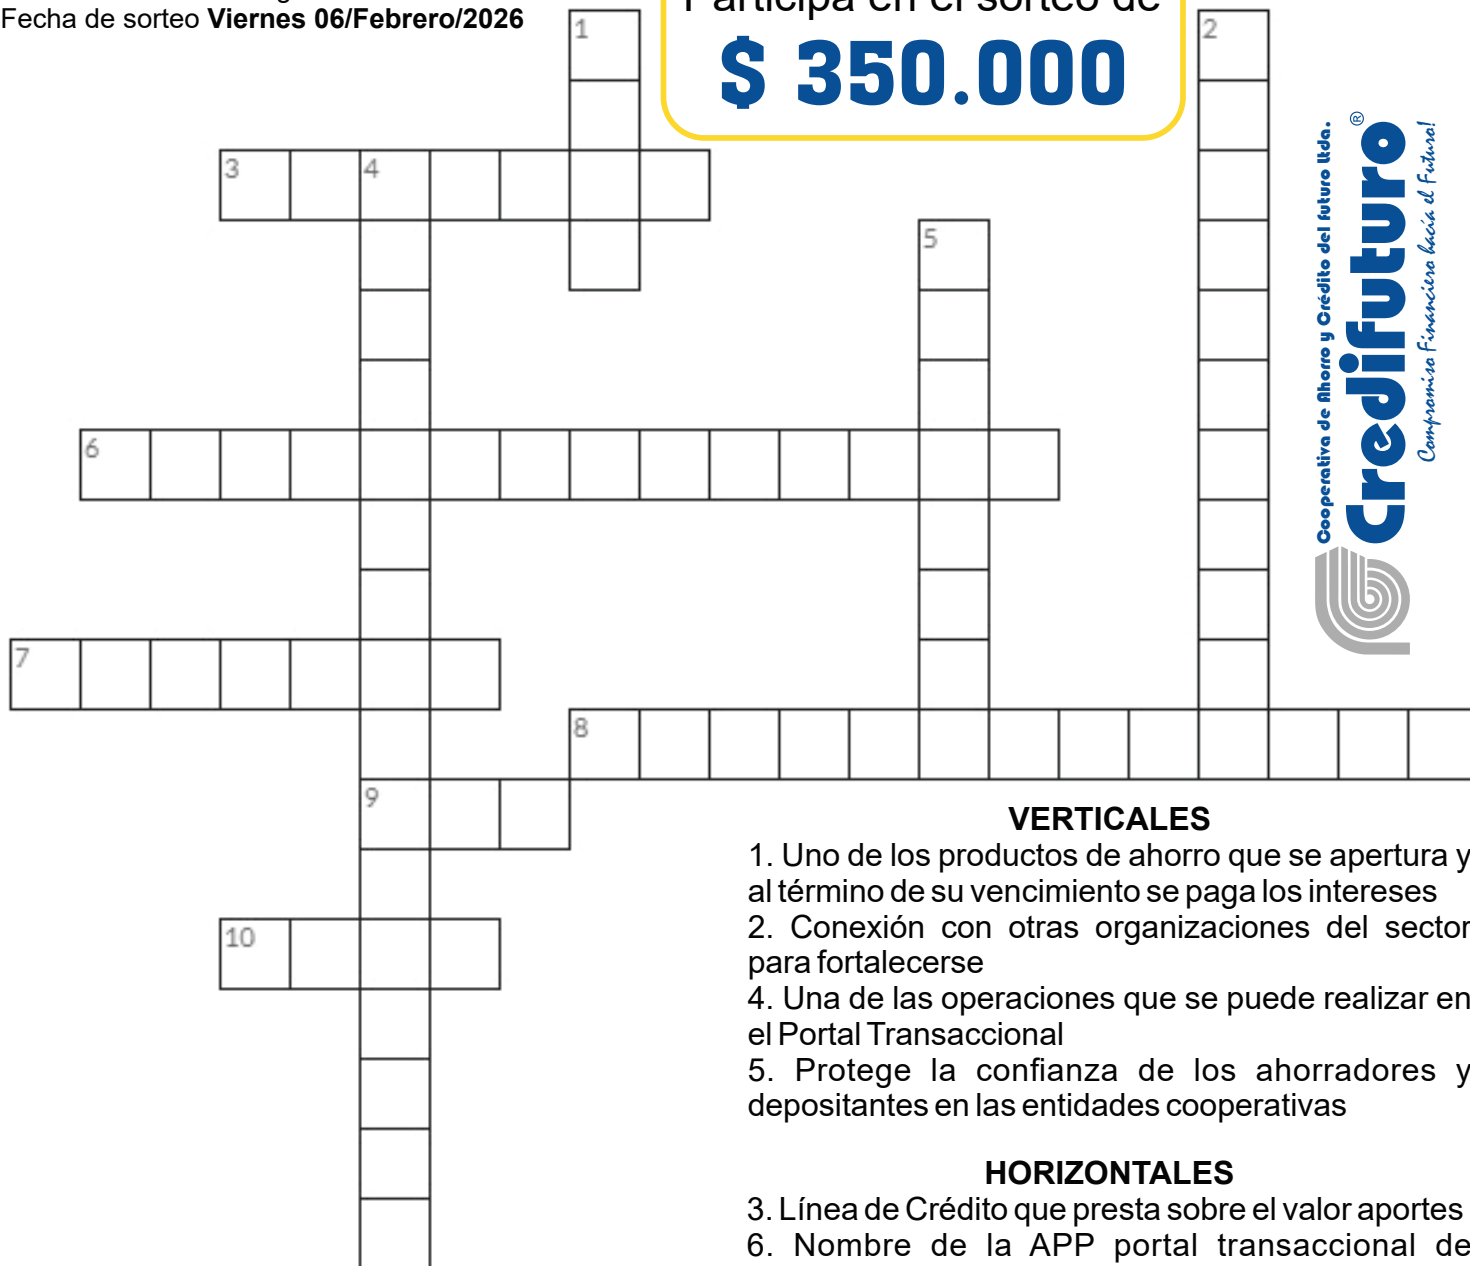 Fecha de sorteo Viernes 06/Febrero/2026
Participa en el sorteo de
$ 350.000
1
2
3
4
5
6
7
8
9
10
Cooperativa de Ahorro y Crédito del futuro ltda.
Credifuturo®
Compromiso Financiero hacia el Futuro!
VERTICALES
1. Uno de los productos de ahorro que se apertura y
al término de su vencimiento se paga los intereses
2. Conexión con otras organizaciones del sector
para fortalecerse
4. Una de las operaciones que se puede realizar en
el Portal Transaccional
5. Protege la confianza de los ahorradores y
depositantes en las entidades cooperativas
HORIZONTALES
3. Línea de Crédito que presta sobre el valor aportes
6. Nombre de la APP portal transaccional de